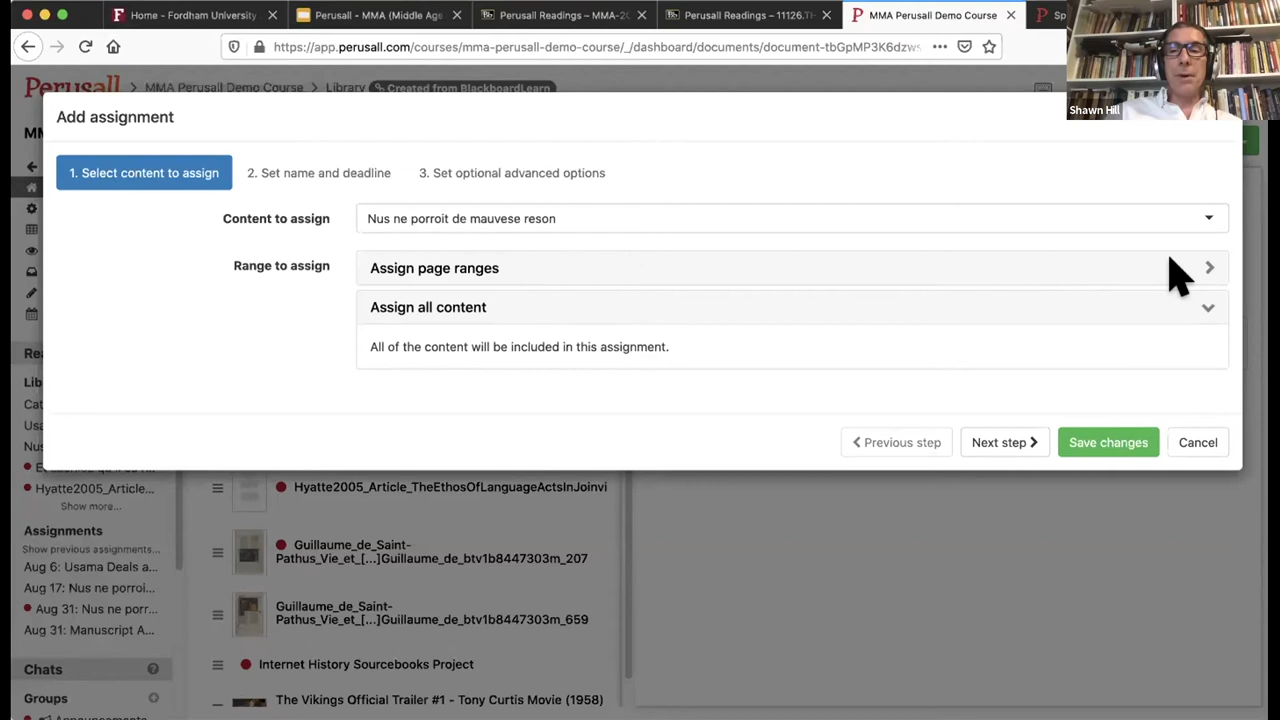 Home - Fordham University
Perusall - MMA (Middle Ag
Perusall Readings – MMA-20
Perusall Readings – 11126.T
MMA Perusall Demo Course
Sp
https://app.perusall.com/courses/mma-perusall-demo-course/_/dashboard/documents/document-tbGpMP3K6dzws
Shawn Hill
Perusall
MMA Perusall Demo Course
Library
Created from BlackboardLearn
Add assignment
MM
1. Select content to assign
2. Set name and deadline
3. Set optional advanced options
Content to assign
Nus ne porroit de mauvese reson
Range to assign
Assign page ranges
Assign all content
All of the content will be included in this assignment.
Previous step
Next step
Save changes
Cancel
Rea
Lib
Cat
Usa
Nus
Hyatte2005_Article...
Show more...
Assignments
Show previous assignments...
Aug 6: Usama Deals a...
Aug 17: Nus ne porroi...
Aug 31: Nus ne porr...
Aug 31: Manuscript A...
Chats
Groups
Hyatte2005_Article_TheEthosOfLanguageActsInJoinvi
Guillaume_de_Saint-
Pathus_Vie_et_[...]Guillaume_de_btv1b8447303m_207
Guillaume_de_Saint-
Pathus_Vie_et_[...]Guillaume_de_btv1b8447303m_659
Internet History Sourcebooks Project
The Vikings Official Trailer #1 - Tony Curtis Movie (1958)